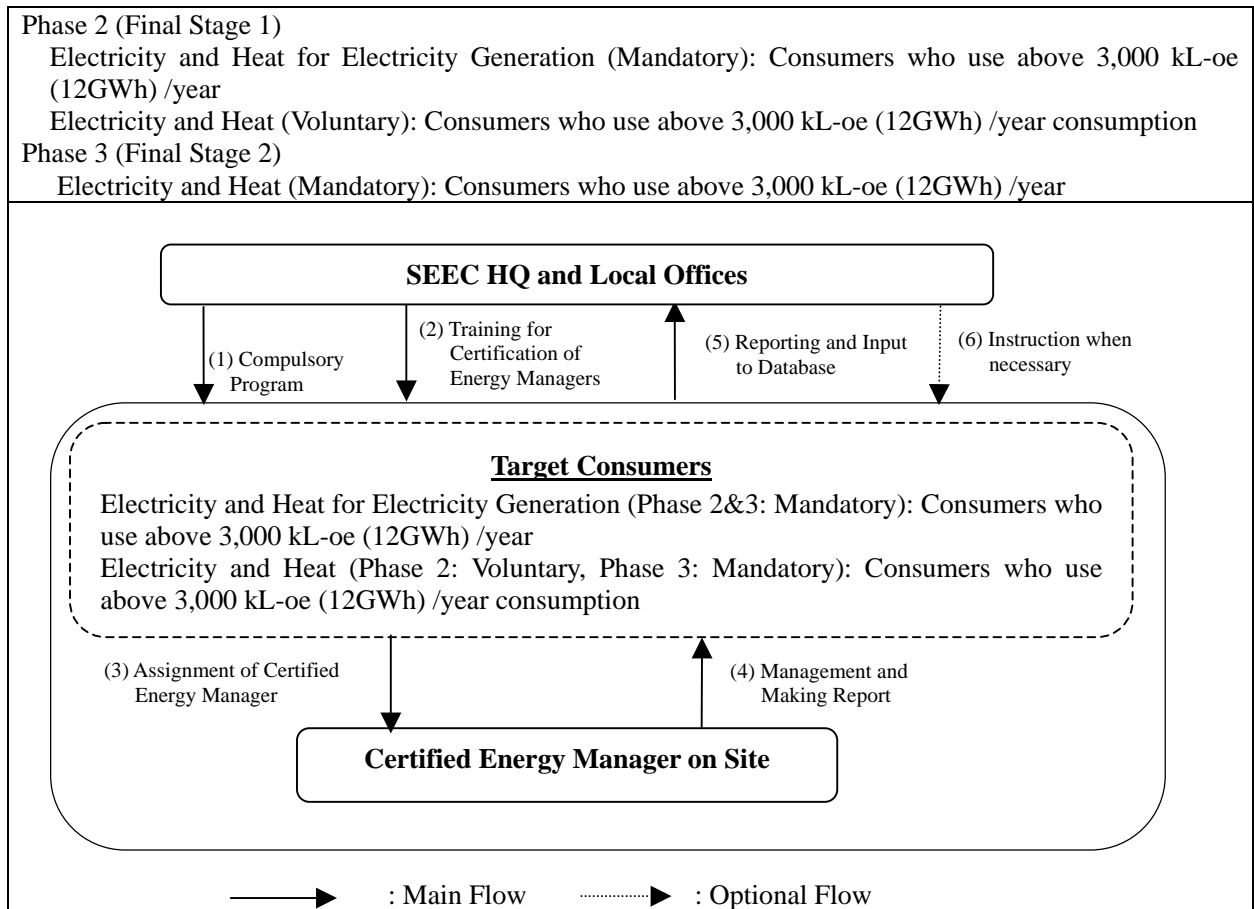 Phase 2 (Final Stage 1)
Electricity and Heat for Electricity Generation (Mandatory): Consumers who use above 3,000 kL-oe
(12GWh) /year
Electricity and Heat (Voluntary): Consumers who use above 3,000 kL-oe (12GWh) /year consumption
Phase 3 (Final Stage 2)
Electricity and Heat (Mandatory): Consumers who use above 3,000 kL-oe (12GWh) /year
SEEC HQ and Local Offices
(1) Compulsory
Program
(2) Training for
Certification of
Energy Managers
(5) Reporting and Input
to Database
(6) Instruction when
necessary
Target Consumers
Electricity and Heat for Electricity Generation (Phase 2&3: Mandatory): Consumers who
use above 3,000 kL-oe (12GWh) /year
Electricity and Heat (Phase 2: Voluntary, Phase 3: Mandatory): Consumers who use
above 3,000 kL-oe (12GWh) /year consumption
(3) Assignment of Certified
Energy Manager
(4) Management and
Making Report
Certified Energy Manager on Site
: Main Flow
: Optional Flow